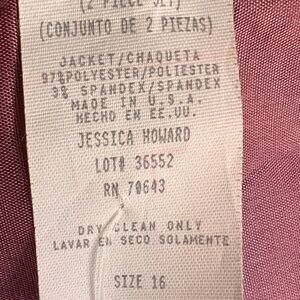 (2 PIECE SET)
(CONJUNTO DE 2 PIEZAS)
JACKET/CHAQUETA
97%POLYESTER/POLIESTER
3% SPANDEX/SPANDEX
MADE IN U.S.A.
HECHO EN EE.UU.
JESSICA HOWARD
LOT# 36552
RN 70643
DRY CLEAN ONLY
LAVAR EN SECO SOLAMENTE
SIZE 16